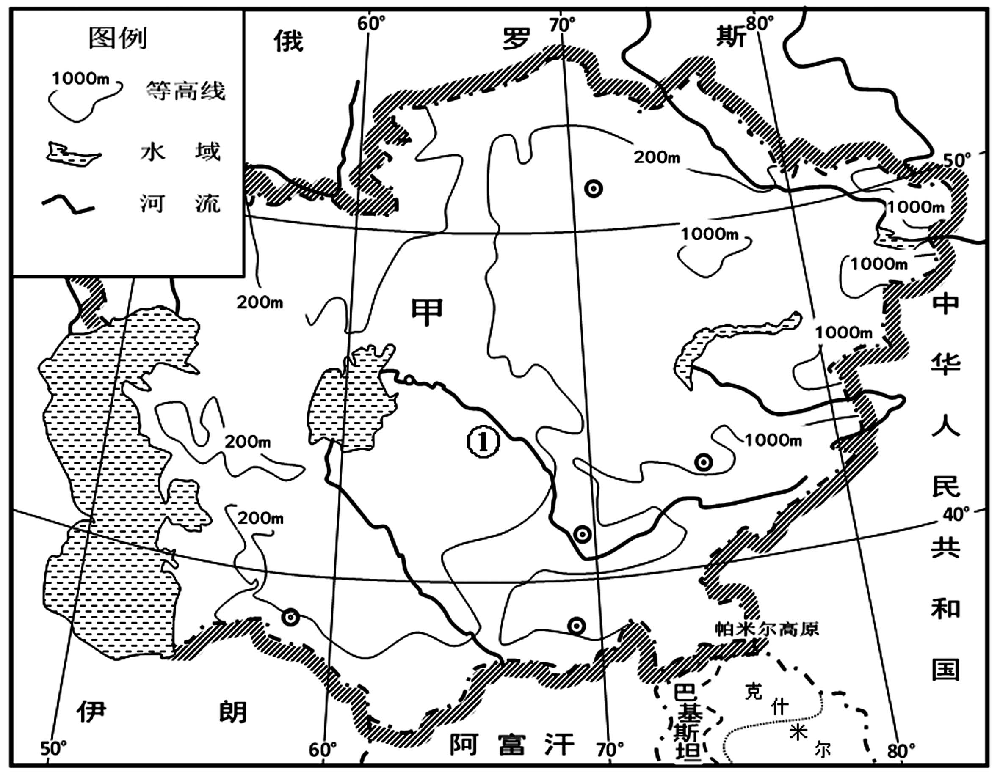 图例
1000m
等高线
水 域
河 流
60°
70°
80°
俄 罗 斯
50°
200m
1000m
1000m
1000m
200m
甲
1000m
200m
①
1000m
200m
40°
中华人民共和国
帕米尔高原
伊 朗
阿富汗
巴基斯坦
克什米尔
50°
60°
70°
80°